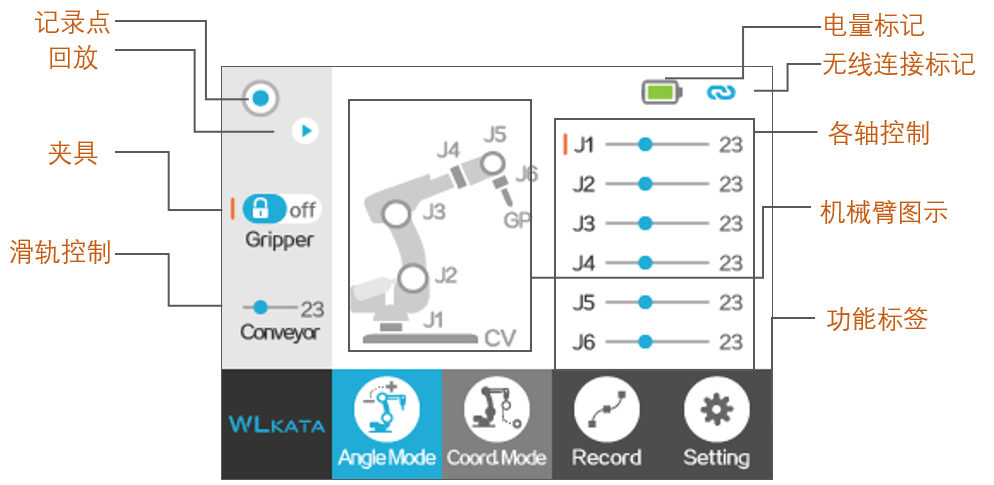 记录点
回放
夹具
滑轨控制
电量标记
无线连接标记
各轴控制
机械臂图示
功能标签
off
Gripper
23
Conveyor
J5
J4
J6
GP
J3
J2
J1
CV
J1 23
J2 23
J3 23
J4 23
J5 23
J6 23
WLKATA
Angle Mode
Coord. Mode
Record
Setting